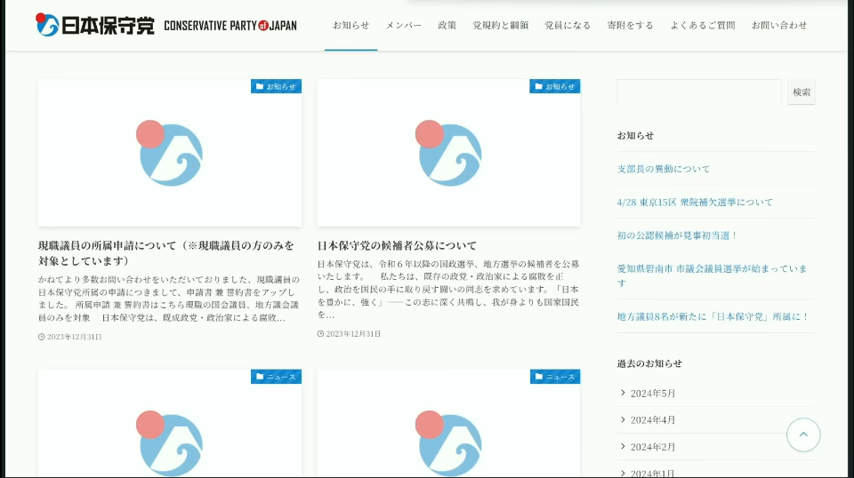 日本保守党 CONSERVATIVE PARTY of JAPAN
お知らせ メンバー 政策 党規約と綱領 党員になる 寄附をする よくあるご質問 お問い合わせ
お知らせ
お知らせ
検索
現職議員の所属申請について（※現職議員の方のみを
対象としています）
かねてより多数お問い合わせをいただいておりました、現職議員の
日本保守党所属の申請につきまして、申請書 兼 誓約書をアップし
ました。 所属申請 兼 誓約書はこちら現職の国会議員、地方議会議
員のみを対象　日本保守党は、既成政党・政治家による腐敗...
2023年12月31日
日本保守党の候補者公募について
日本保守党は、令和６年以降の国政選挙、地方選挙の候補者を公募
いたします。　私たちは、既存の政党・政治家による腐敗を正
し、政治を国民の手に取り戻す闘いの同志を求めています。「日本
を豊かに、強く」——この志に深く共鳴し、我が身よりも国家国民
を...
2023年12月31日
ニュース
ニュース
お知らせ
支部長の異動について
4/28 東京15区 衆院補欠選挙について
初の公認候補が見事初当選！
愛知県碧南市 市議会議員選挙が始まっていま
す
地方議員8名が新たに「日本保守党」所属に！
過去のお知らせ
2024年5月
2024年4月
2024年2月
2024年1月